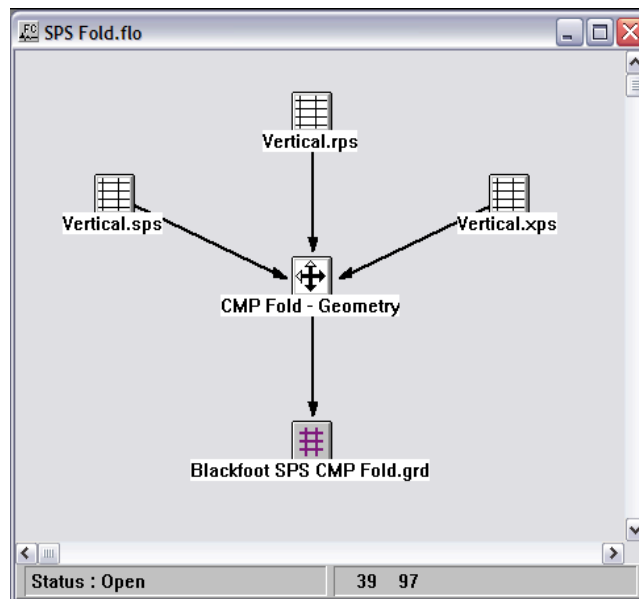 SPS Fold.flo
Vertical.rps
Vertical.sps
Vertical.xps
CMP Fold - Geometry
Blackfoot SPS CMP Fold.grd
Status : Open
39 97